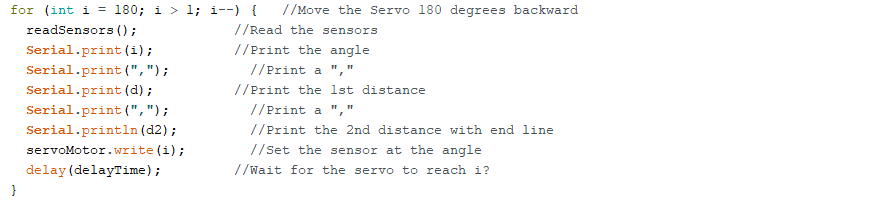 for (int i = 180; i > 1; i--) {   //Move the Servo 180 degrees backward
  readSensors();            //Read the sensors
  Serial.print(i);          //Print the angle
  Serial.print(",");          //Print a ","
  Serial.print(d);          //Print the 1st distance
  Serial.print(",");          //Print a ","
  Serial.println(d2);         //Print the 2nd distance with end line
  servoMotor.write(i);        //Set the sensor at the angle
  delay(delayTime);         //Wait for the servo to reach i?
}